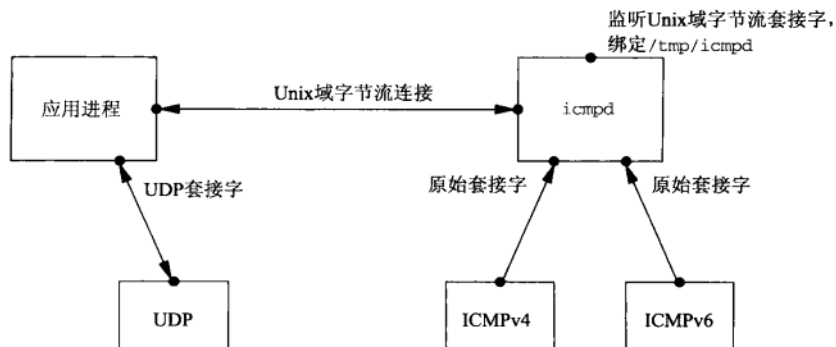 监听Unix域字节流套接字，
绑定/tmp/icmpd
Unix域字节流连接
应用进程
icmpd
UDP套接字
原始套接字
原始套接字
UDP
ICMPv4
ICMPv6